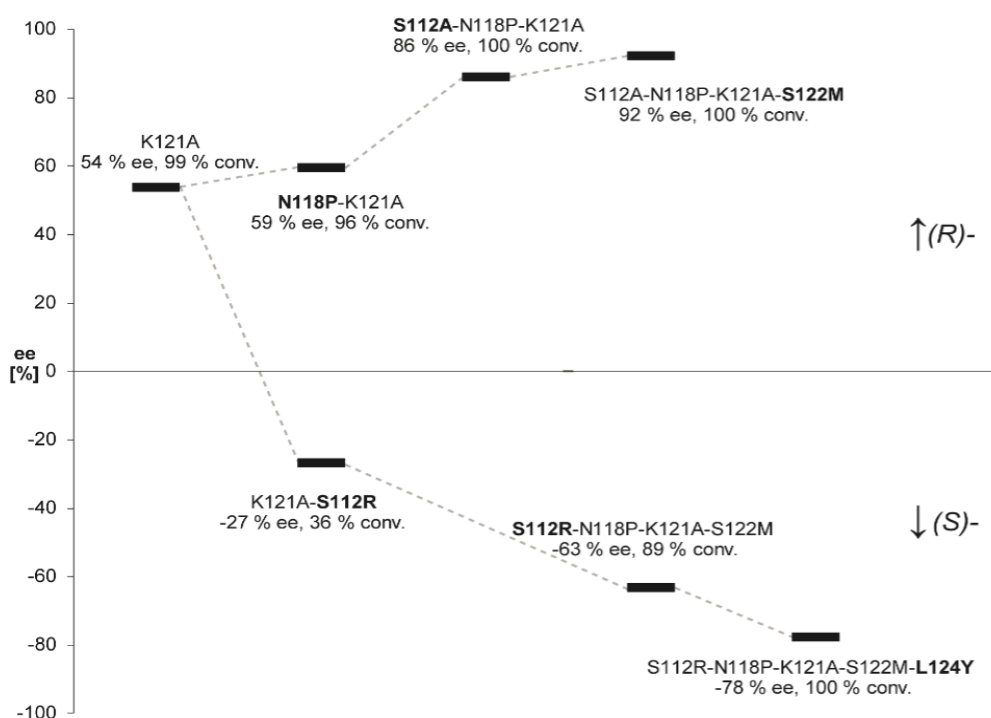 100
80
60
40
20
0
-20
-40
-60
-80
-100
ee
[%]
S112A-N118P-K121A
86 % ee, 100 % conv.
S112A-N118P-K121A-S122M
92 % ee, 100 % conv.
K121A
54 % ee, 99 % conv.
N118P-K121A
59 % ee, 96 % conv.
↑(R)-
K121A-S112R
-27 % ee, 36 % conv.
S112R-N118P-K121A-S122M
-63 % ee, 89 % conv.
↓(S)-
S112R-N118P-K121A-S122M-L124Y
-78 % ee, 100 % conv.